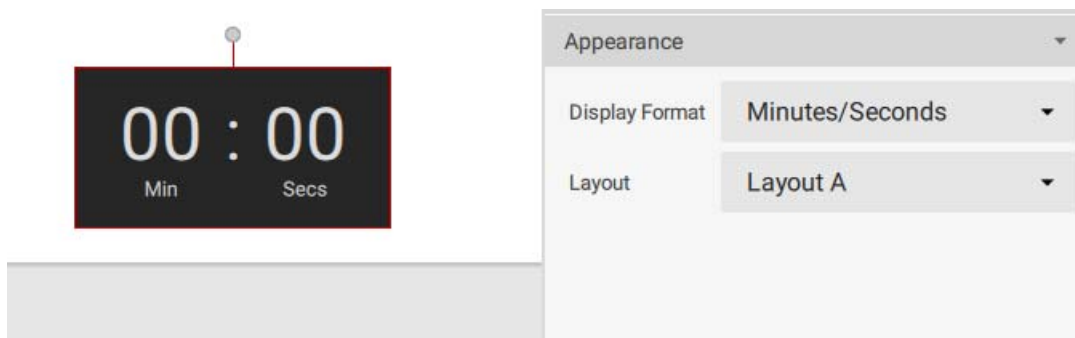 00 : 00
Min Secs
Appearance
Display Format Minutes/Seconds
Layout Layout A